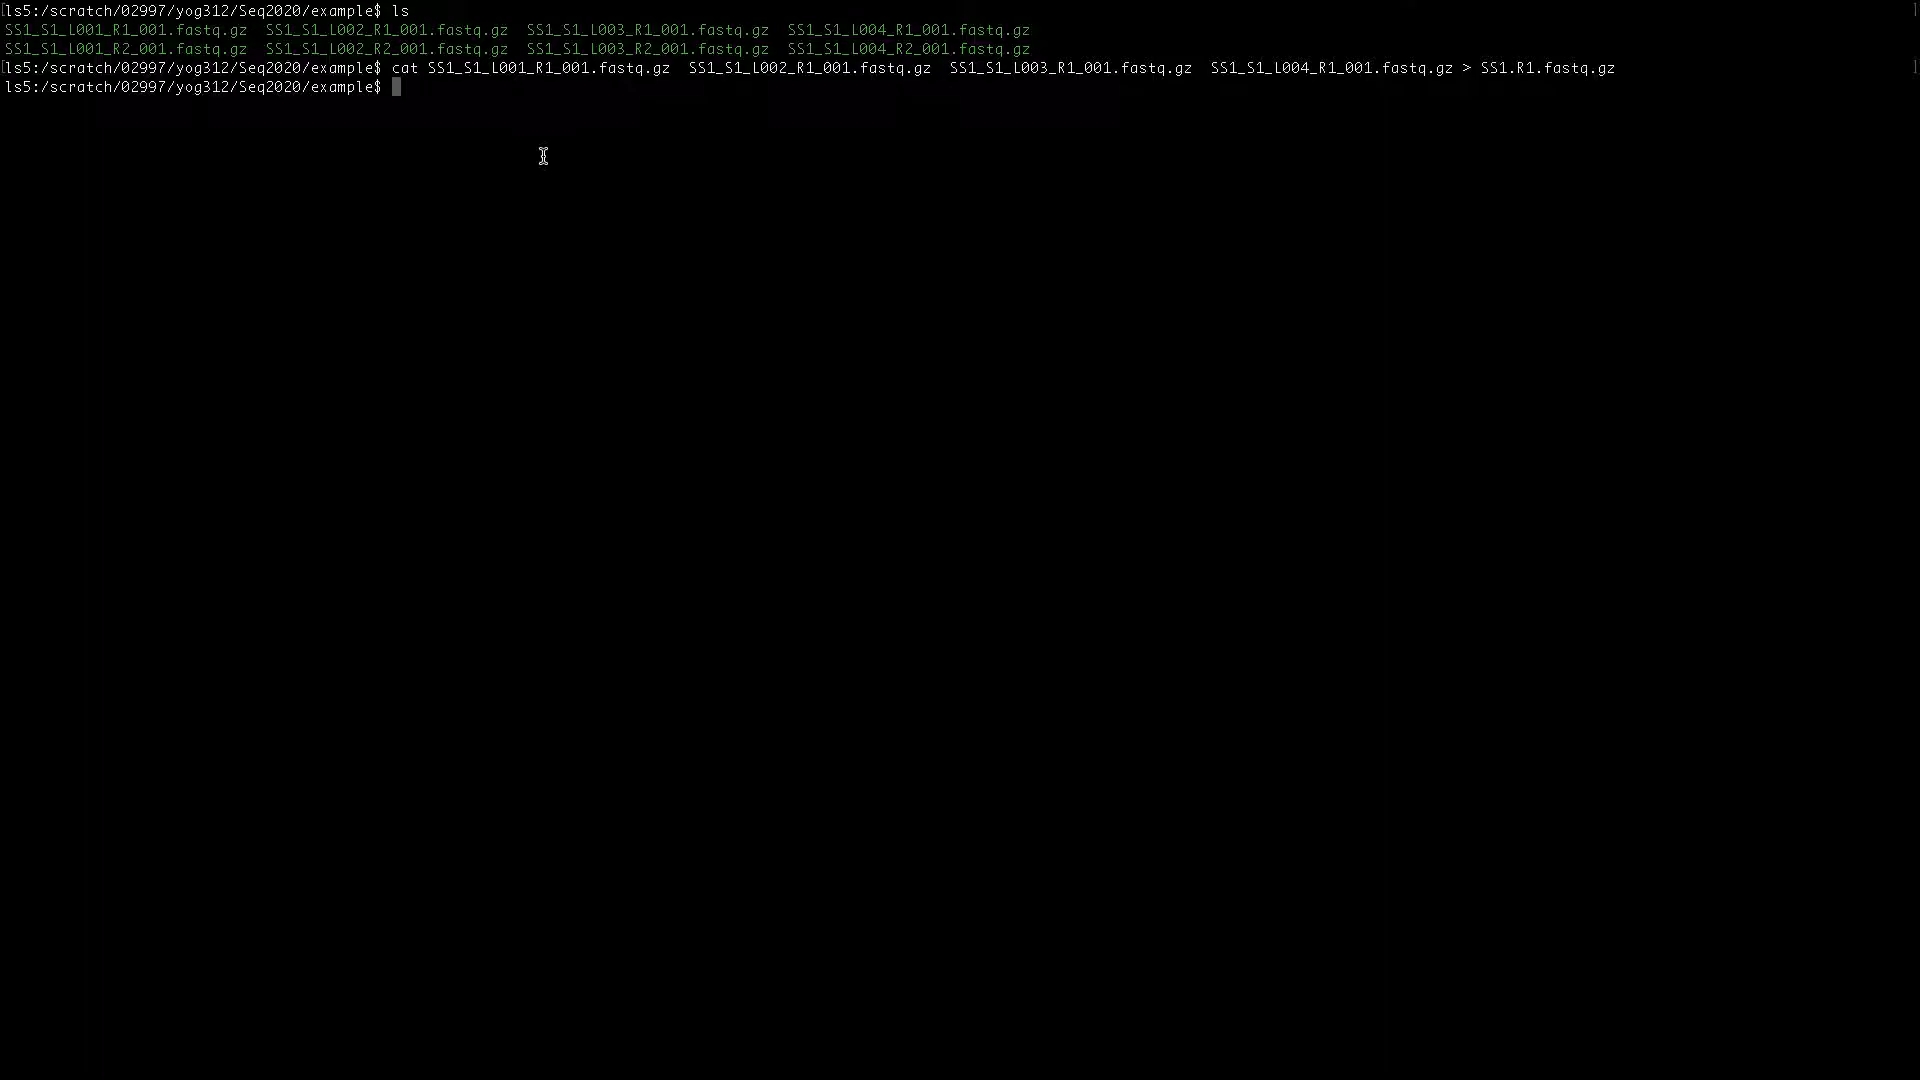 [ls5:/scratch/02997/yog312/Seq2020/example$ ls ]
SS1_S1_L001_R1_001.fastq.gz  SS1_S1_L002_R1_001.fastq.gz  SS1_S1_L003_R1_001.fastq.gz  SS1_S1_L004_R1_001.fastq.gz
SS1_S1_L001_R2_001.fastq.gz  SS1_S1_L002_R2_001.fastq.gz  SS1_S1_L003_R2_001.fastq.gz  SS1_S1_L004_R2_001.fastq.gz
[ls5:/scratch/02997/yog312/Seq2020/example$ cat SS1_S1_L001_R1_001.fastq.gz  SS1_S1_L002_R1_001.fastq.gz  SS1_S1_L003_R1_001.fastq.gz  SS1_S1_L004_R1_001.fastq.gz > SS1.R1.fastq.gz ]
ls5:/scratch/02997/yog312/Seq2020/example$